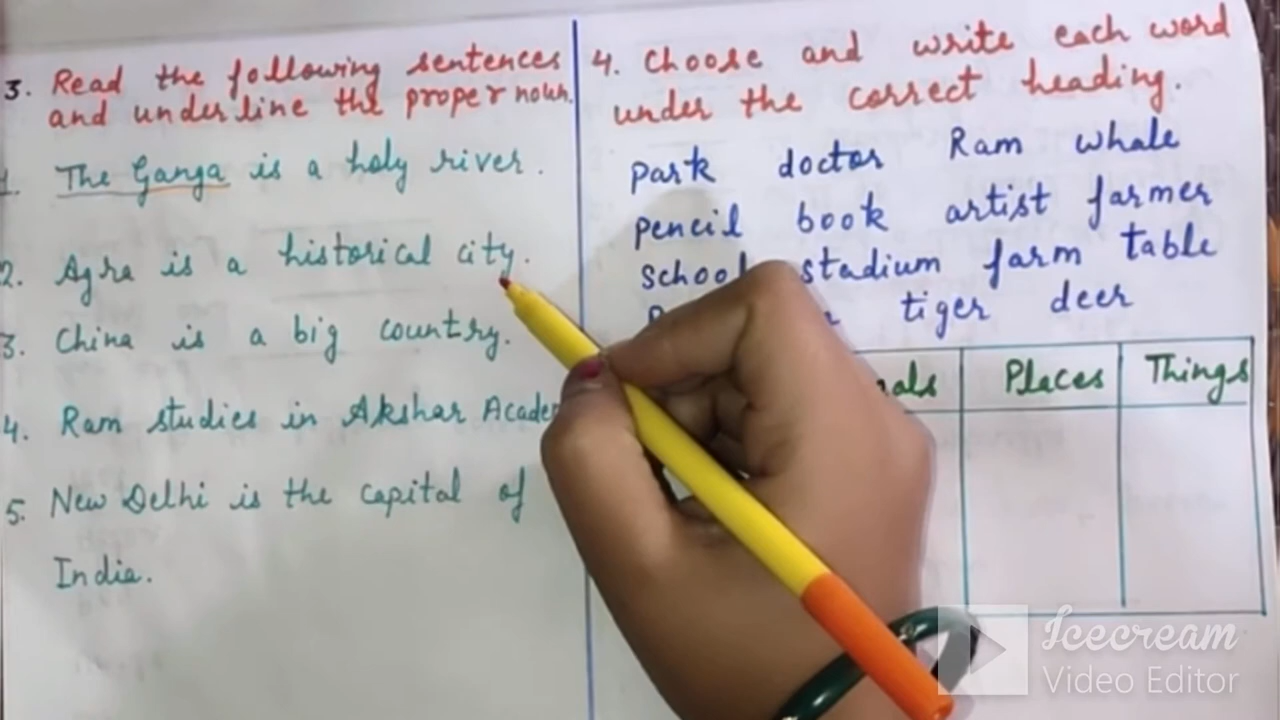 3. Read the following sentences
and underline the proper noun.
1. The Ganga is a holy river.
2. Agra is a historical city.
3. China is a big country.
4. Ram studies in Akshar
5. New Delhi is the capital of
India.
4. Choose and write each word
under the correct heading.
park doctor Ram whale
pencil book artist farmer
school stadium farm table
tiger deer
Places Things
Icecream
Video Editor